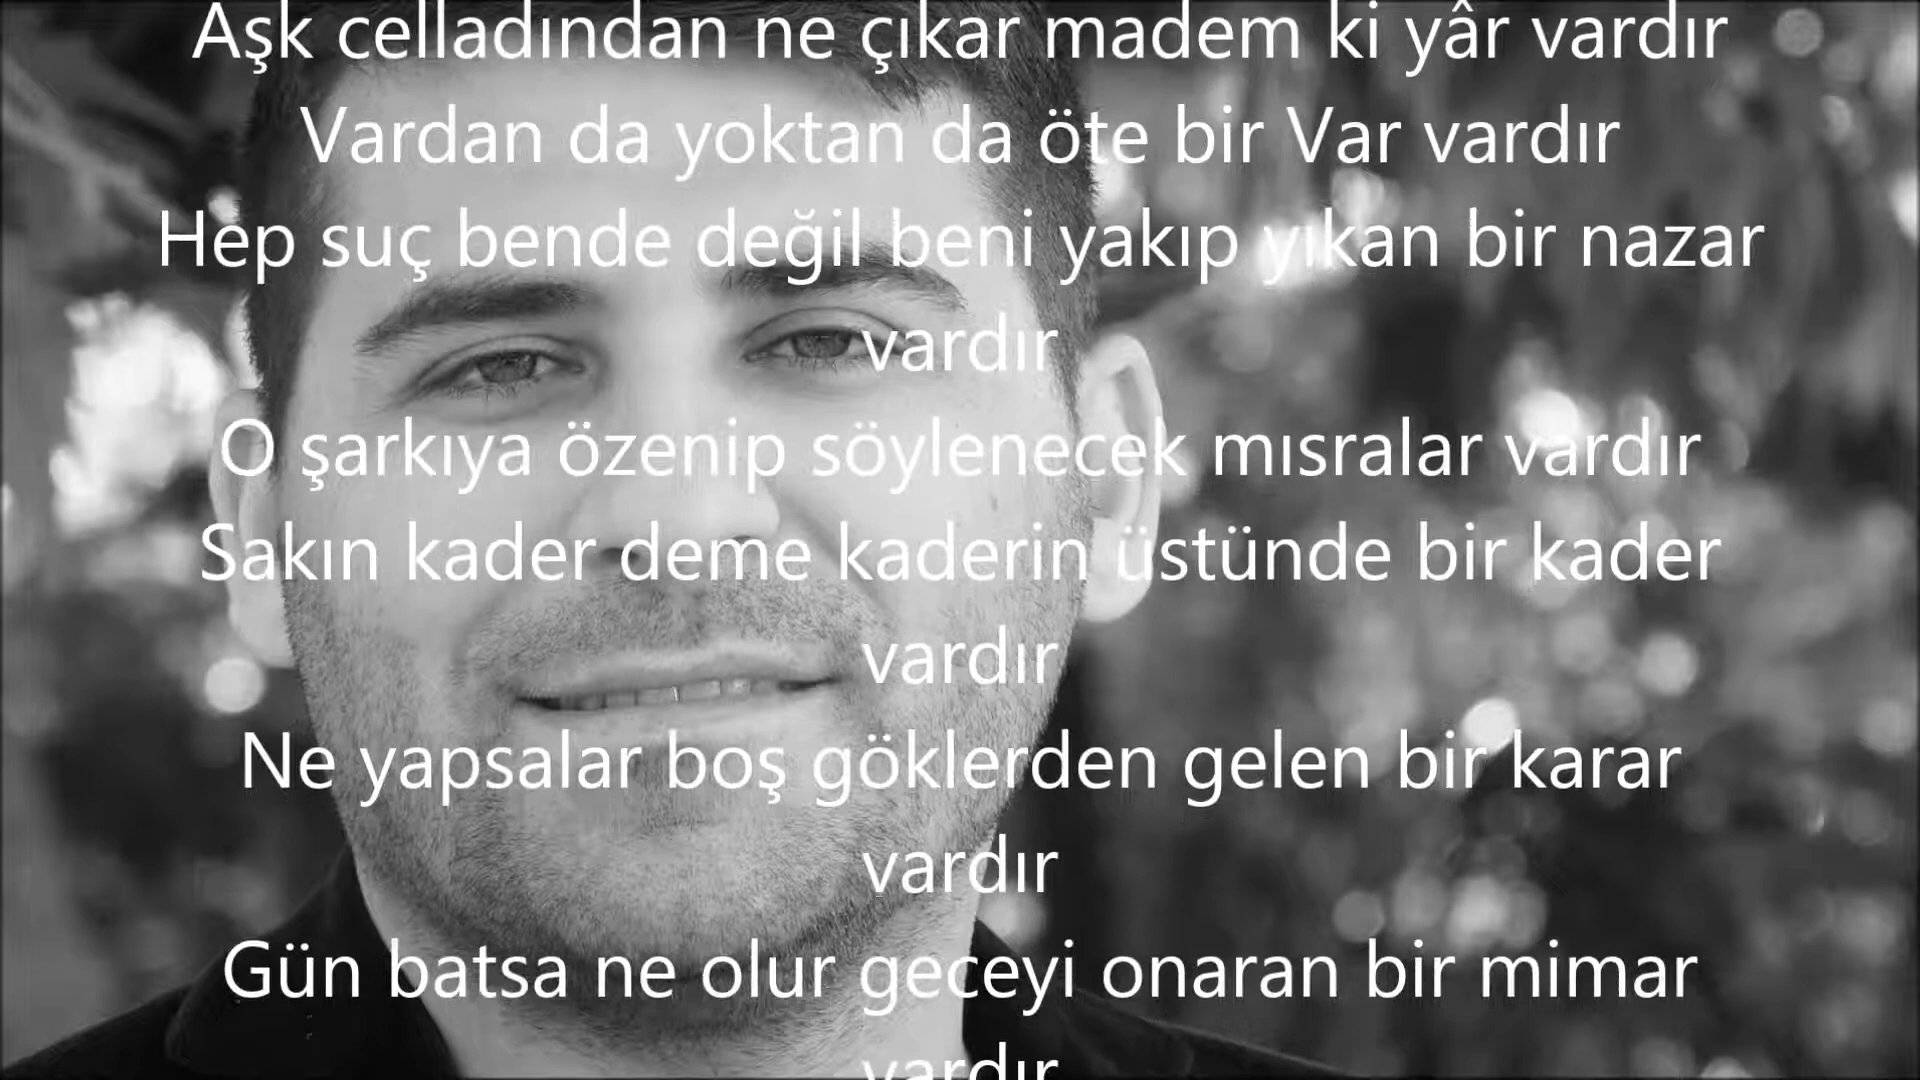 Aşk celladından ne çıkar madem ki yâr vardır
Vardan da yoktan da öte bir Var vardır
Hep suç bende değil beni yakıp yıkan bir nazar
vardır
O şarkıya özenip söylenecek mısralar vardır
Sakın kader deme kaderin üstünde bir kader
vardır
Ne yapsalar boş göklerden gelen bir karar
vardır
Gün batsa ne olur geceyi onaran bir mimar
vardır